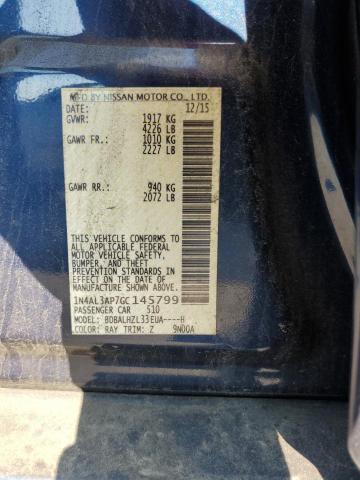 MFD BY NISSAN MOTOR CO., LTD.
DATE: 12/15
GVWR: 1917 KG
4226 LB
GAWR FR: 1010 KG
2227 LB
GAWR RR: 940 KG
2072 LB
THIS VEHICLE CONFORMS TO
ALL APPLICABLE FEDERAL
MOTOR VEHICLE SAFETY,
BUMPER, AND THEFT
PREVENTION STANDARDS
IN EFFECT ON THE DATE OF
MANUFACTURE SHOWN ABOVE.
1N4AL3AP7GC145799
PASSENGER CAR 510
MODEL: BDBALHZL33EUA----H
COLOR: RAY TRIM: Z 9N00A